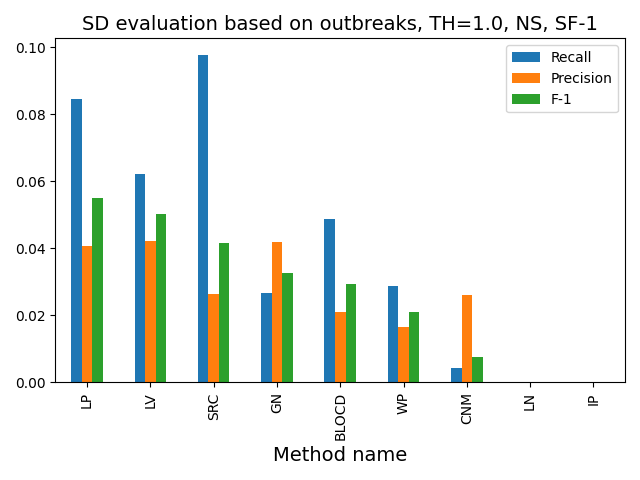 SD evaluation based on outbreaks, TH=1.0, NS, SF-1
0.10
0.08
0.06
0.04
0.02
0.00
Recall
Precision
F-1
LP
LV
SRC
GN
BLOCD
WP
CNM
LN
IP
Method name